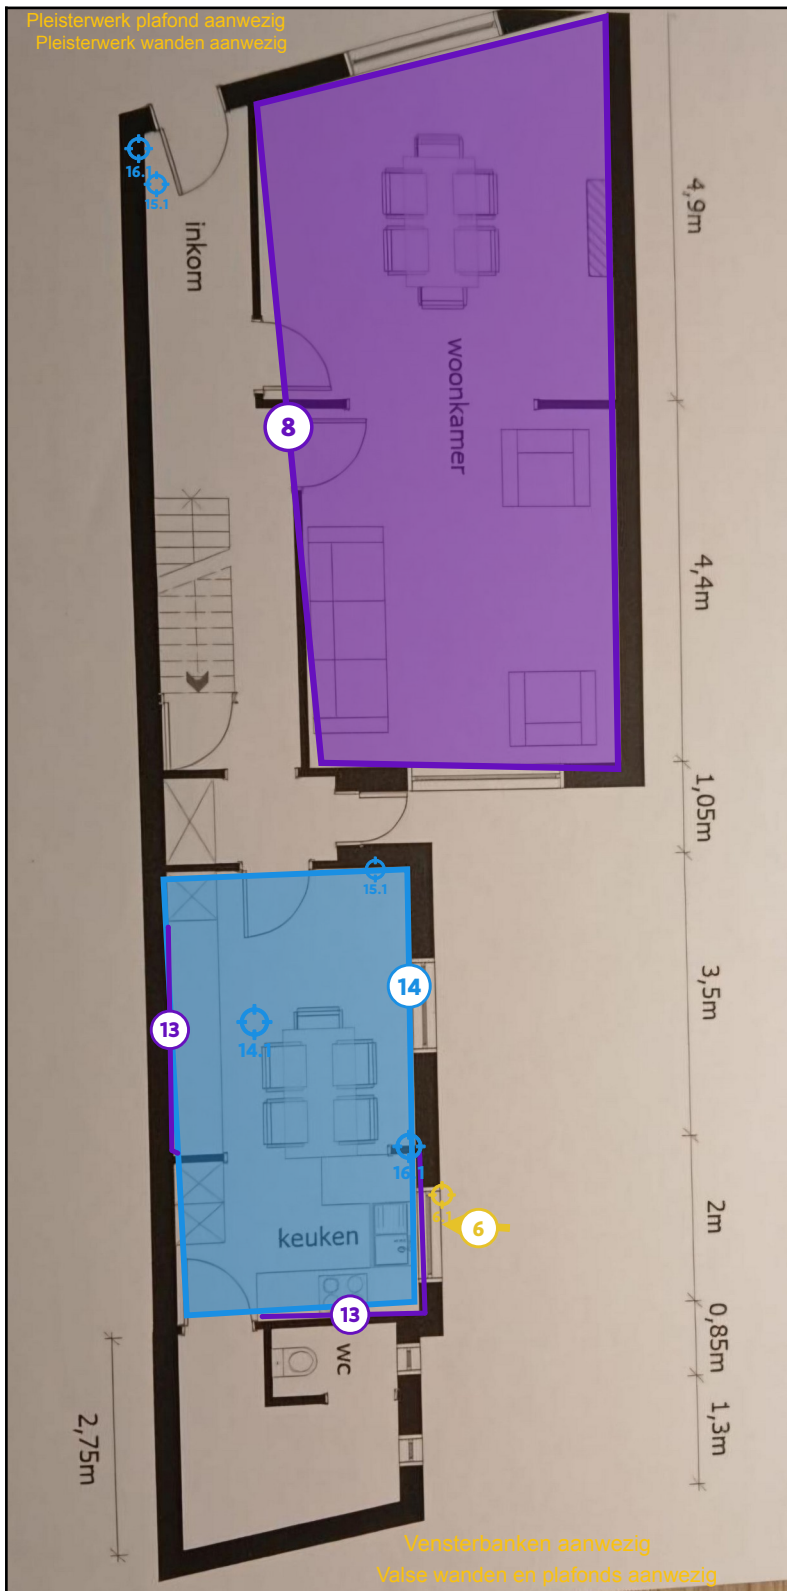 Pleisterwerk plafond aanwezig
Pleisterwerk wanden aanwezig
16.1
15.1
inkom
4,9m
woonkamer
8
4,4m
1,05m
15.1
14
3,5m
13
14.1
16.1
2m
6
keuken
13
0,85m
wc
1,3m
2,75m
Vensterbanken aanwezig
Valse wanden en plafonds aanwezig